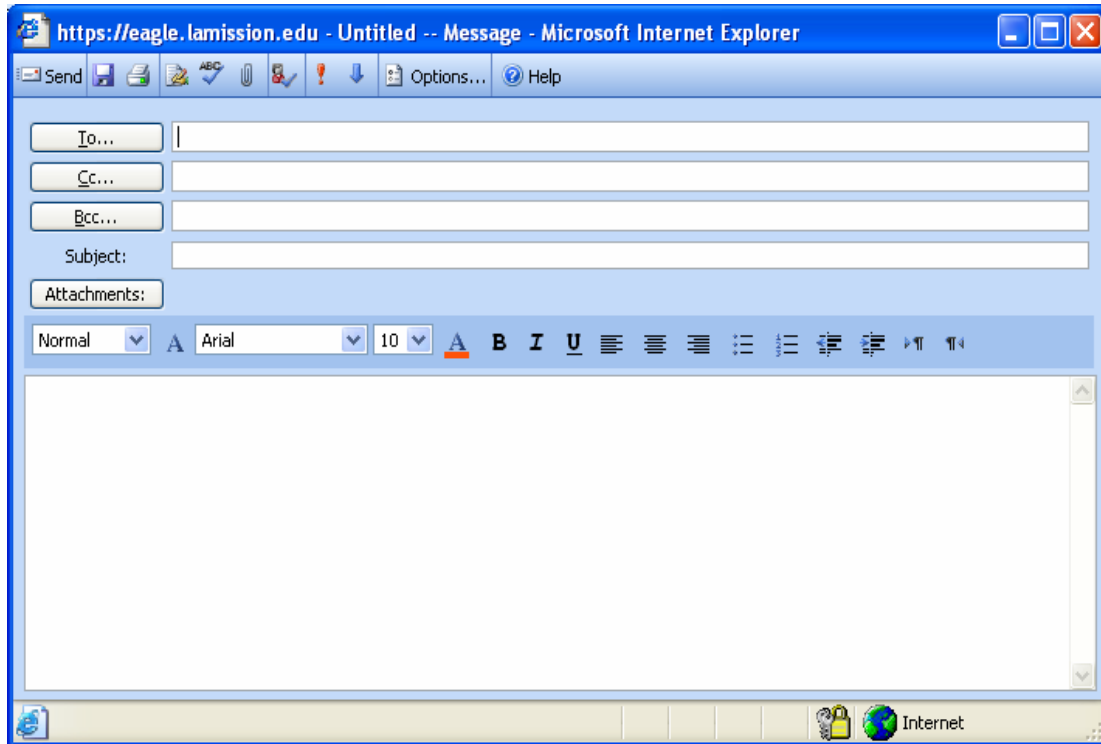 https://eagle.lamission.edu - Untitled -- Message - Microsoft Internet Explorer
Send ABC Options... Help
To...
Cc...
Bcc...
Subject:
Attachments:
Normal A Arial 10 A B I U
Internet